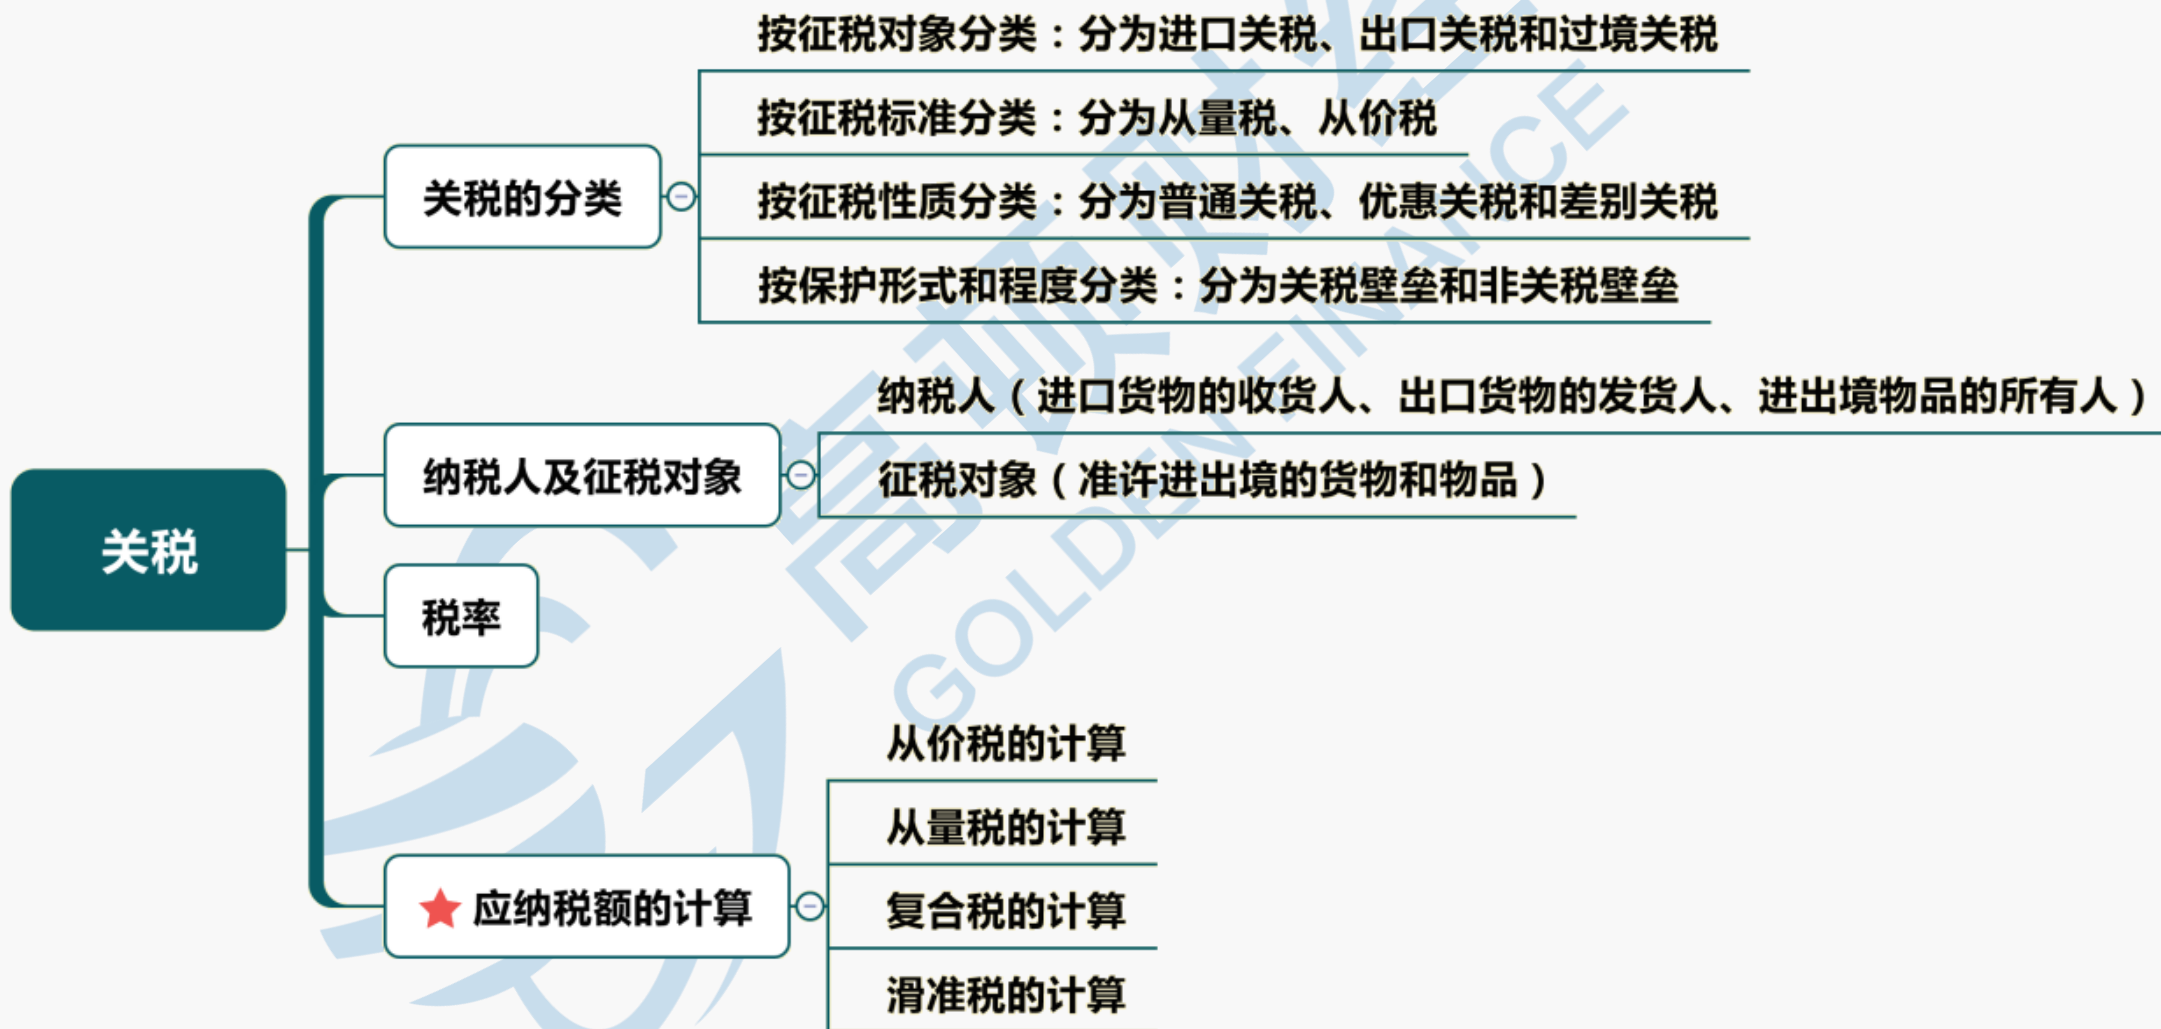 按征税对象分类：分为进口关税、出口关税和过境关税
按征税标准分类：分为从量税、从价税
关税的分类
按征税性质分类：分为普通关税、优惠关税和差别关税
按保护形式和程度分类：分为关税壁垒和非关税壁垒
纳税人（进口货物的收货人、出口货物的发货人、进出境物品的所有人）
纳税人及征税对象
征税对象（准许进出境的货物和物品）
关税
税率
从价税的计算
从量税的计算
应纳税额的计算
复合税的计算
滑准税的计算
高顿财经
GOLDEN FINANCE